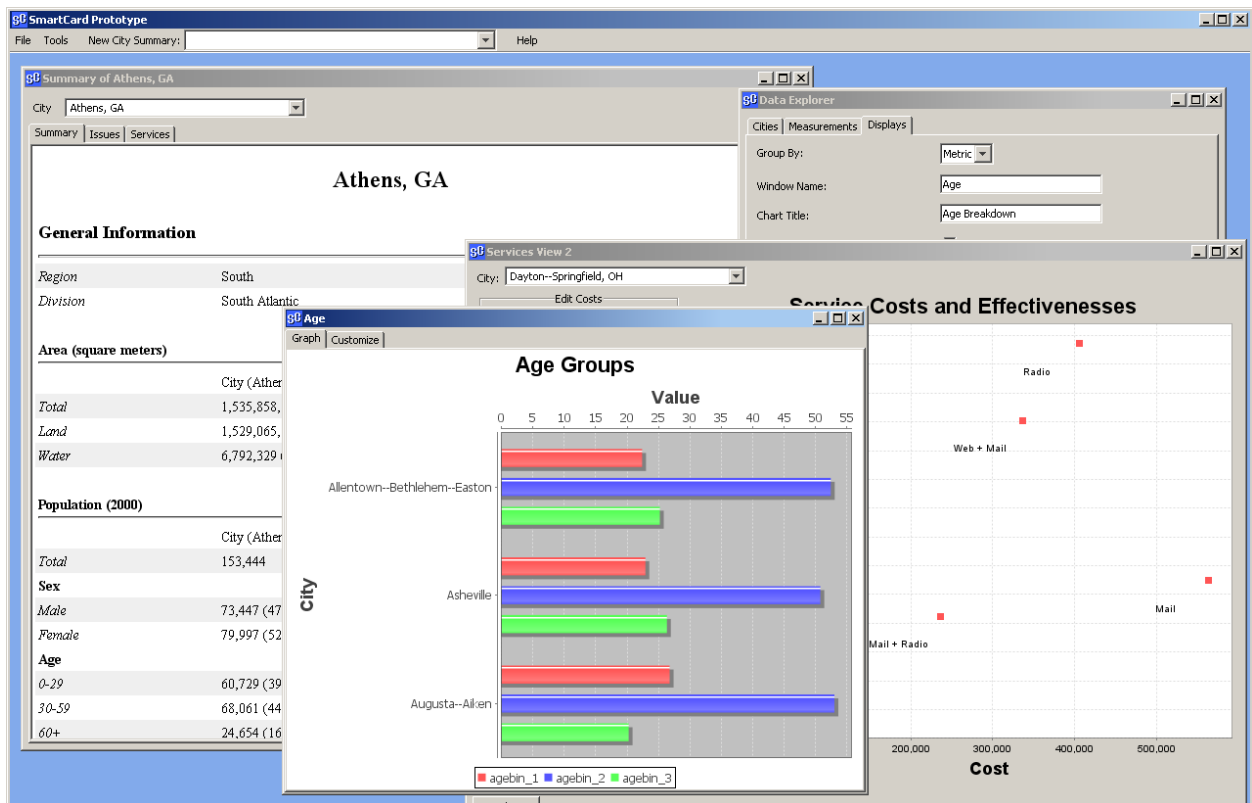 SmartCard Prototype
File Tools New City Summary: Help
Summary of Athens, GA
City Athens, GA
Summary Issues Services
Athens, GA
General Information
Region South
Division South Atlantic
Area (square meters)
City (Ather
Total 1,535,858,
Land 1,529,065,
Water 6,792,329 (
Population (2000)
City (Ather
Total 153,444
Sex
Male 73,447 (47
Female 79,997 (52
Age
0-29 60,729 (39
30-59 68,061 (44
60+ 24,654 (16
Data Explorer
Cities Measurements Displays
Group By: Metric
Window Name: Age
Chart Title: Age Breakdown
Services View 2
City: Dayton--Springfield, OH
Edit Costs
Service Costs and Effectivenesses
Radio
Web + Mail
Mail
Mail + Radio
200,000 300,000 400,000 500,000
Cost
Age
Graph Customize
Age Groups
Value
0 5 10 15 20 25 30 35 40 45 50 55
Allentown--Bethlehem--Easton
Asheville
Augusta--Aiken
City
agebin_1 agebin_2 agebin_3